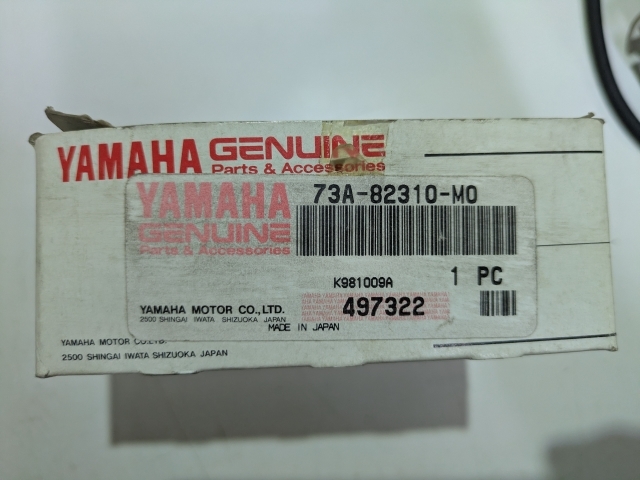 YAMAHA GENUINE
Parts & Accessories
YAMAHA
GENUINE
Parts & Accessories
73A-82310-M0
K981009A
1 PC
497322
YAMAHA MOTOR CO.,LTD.
2500 SHINGAI IWATA SHIZUOKA JAPAN
MADE IN JAPAN
YAMAHA MOTOR CO.,LTD.
2500 SHINGAI IWATA SHIZUOKA JAPAN